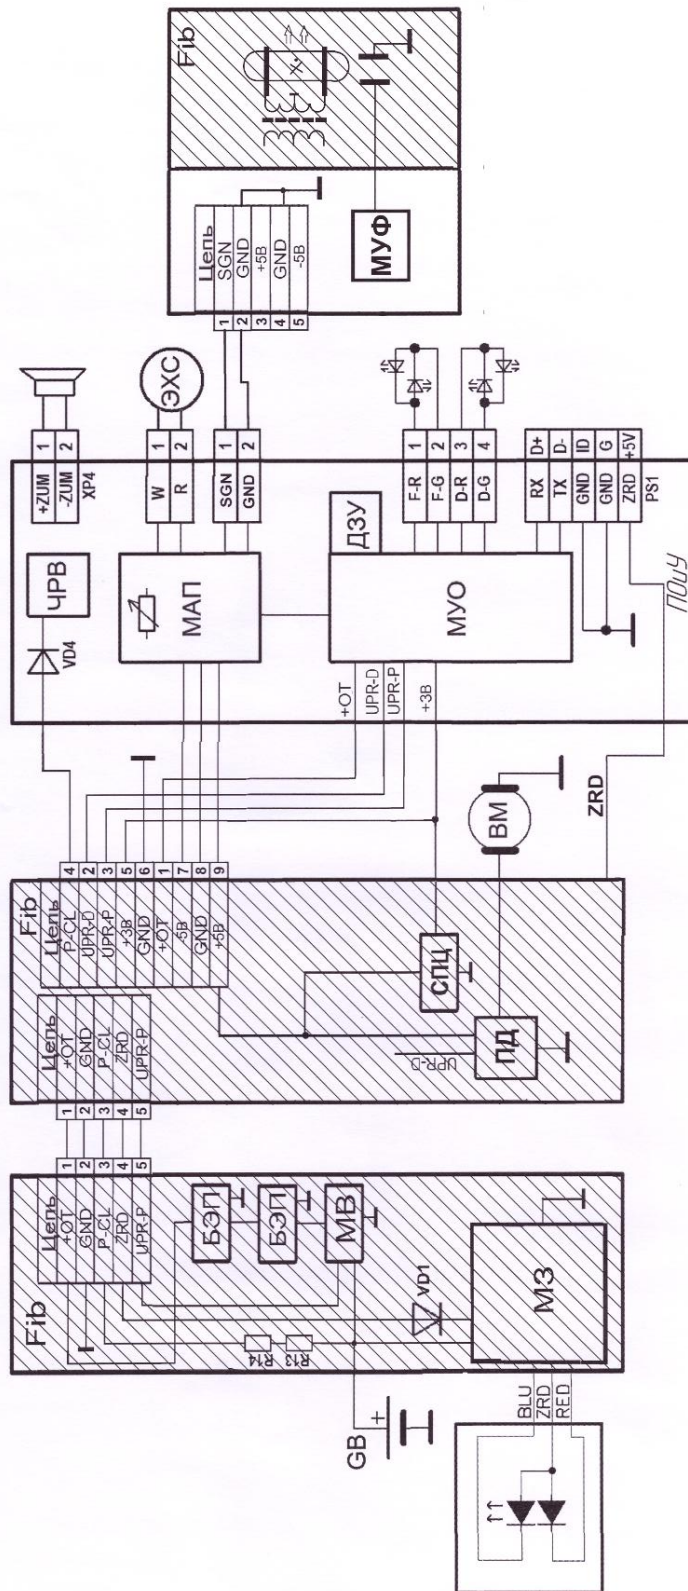 Fib
Цепь
+OT
GND
P-CL
ZRD
UPR-P
1
2
3
4
5
БЭП
БЭП
МВ
R14
R13
VD1
МЗ
GB
+
BLU
ZRD
RED
1
2
3
4
5
Цепь
+OT
GND
P-CL
ZRD
UPR-P
Fib
Цепь
P-CL
UPR-D
UPR-P
+3В
GND
+OT
-5В
GND
+5В
4
2
3
5
6
1
7
8
9
СПЦ
ПД
UPR-D
ВМ
ZRD
+OT
UPR-D
UPR-P
+3В
VD4
ЧРВ
МАП
МУО
ДЗУ
ПОиУ
+ZUM 1
-ZUM 2
XP4
W 1
R 2
ЭХС
SGN 1
GND 2
F-R 1
F-G 2
D-R 3
D-G 4
RX D+
TX D-
GND ID
GND G
ZRD +5V
PS1
Цепь
1 SGN
2 GND
3 +5В
4 GND
5 -5В
МУФ
Fib